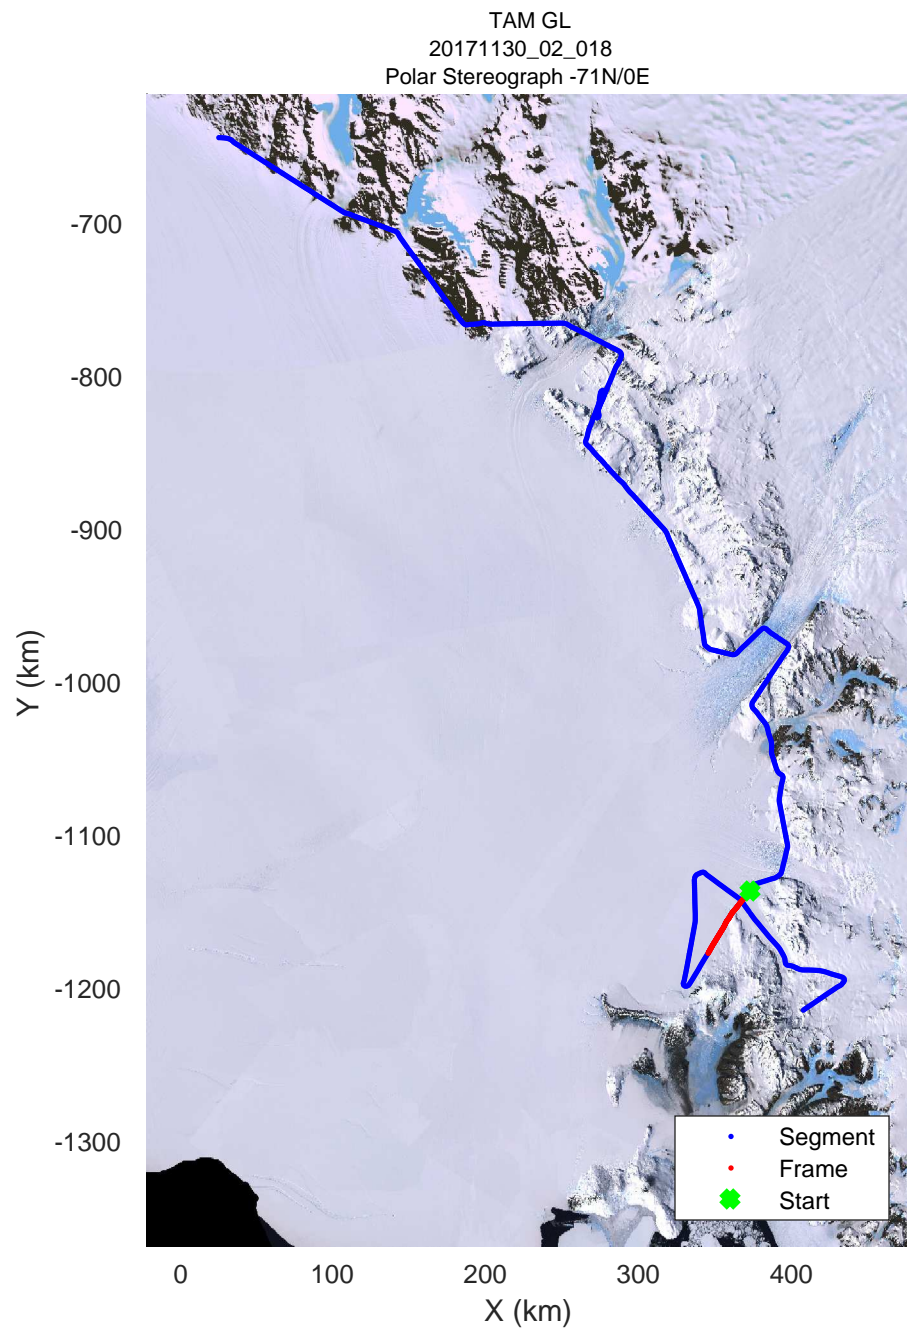 TAM GL
20171130_02_018
Polar Stereograph -71N/0E
-700
-800
-900
-1000
-1100
-1200
-1300
Y (km)
0 100 200 300 400
X (km)
Segment
Frame
Start